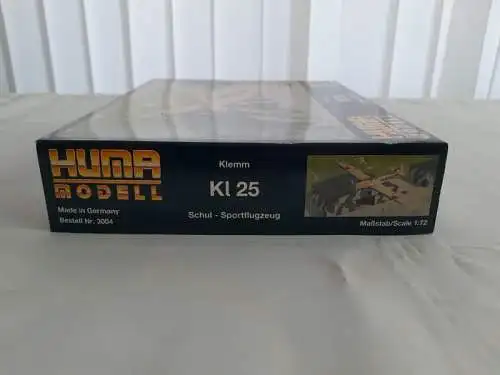 HUMA
MODELL
Made in Germany
Bestell Nr. 3004
Klemm
Kl 25
Schul - Sportflugzeug
Maßstab/Scale 1:72